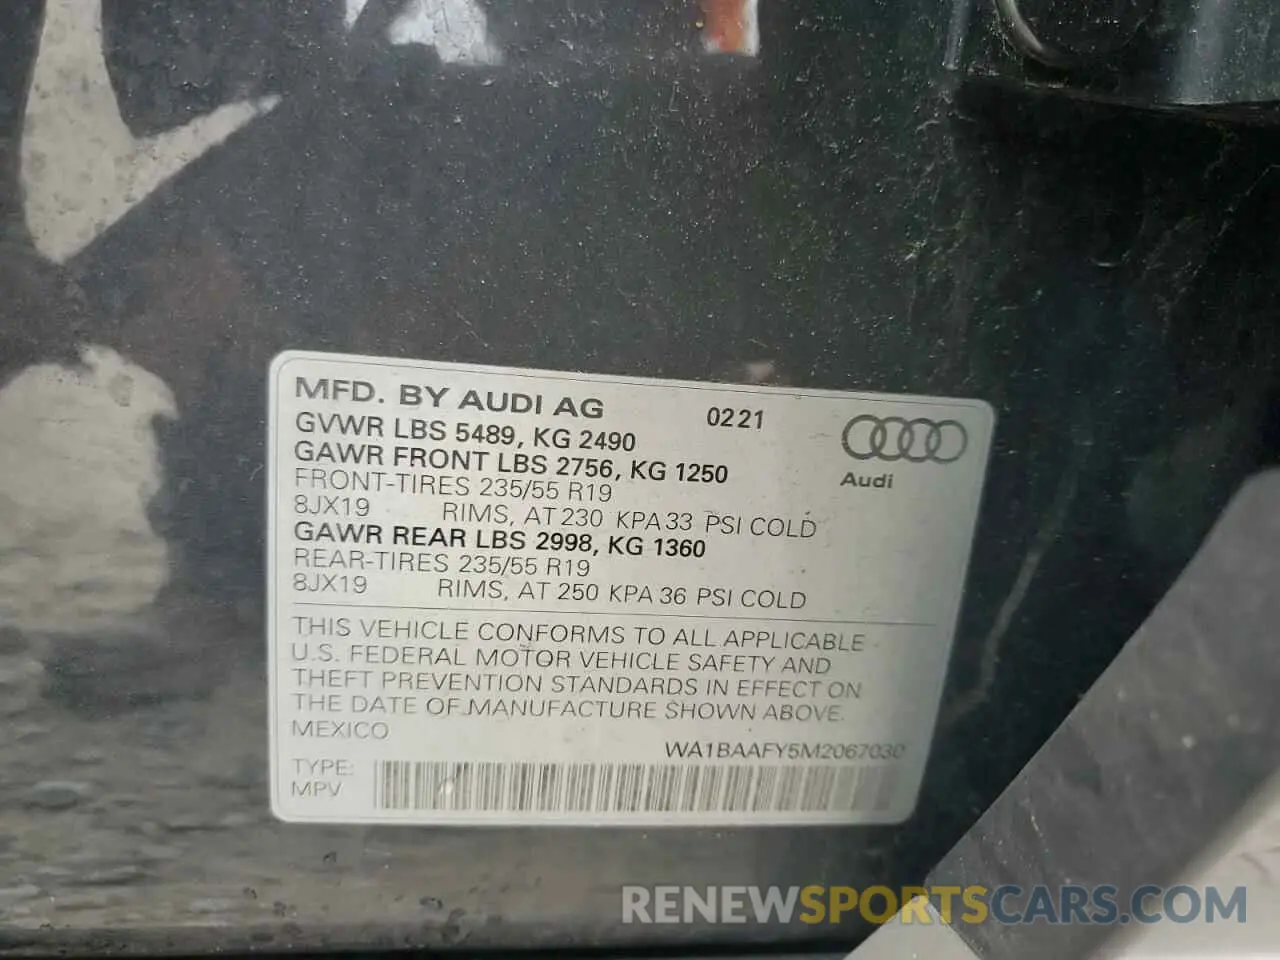 MFD. BY AUDI AG 0221
GVWR LBS 5489, KG 2490
GAWR FRONT LBS 2756, KG 1250
Audi
FRONT-TIRES 235/55 R19
8JX19 RIMS, AT 230 KPA 33 PSI COLD
GAWR REAR LBS 2998, KG 1360
REAR-TIRES 235/55 R19
8JX19 RIMS, AT 250 KPA 36 PSI COLD
THIS VEHICLE CONFORMS TO ALL APPLICABLE
U.S. FEDERAL MOTOR VEHICLE SAFETY AND
THEFT PREVENTION STANDARDS IN EFFECT ON
THE DATE OF MANUFACTURE SHOWN ABOVE.
MEXICO
WA1BAAFY5M2067030
TYPE:
MPV
RENEWSPORTSCARS.COM